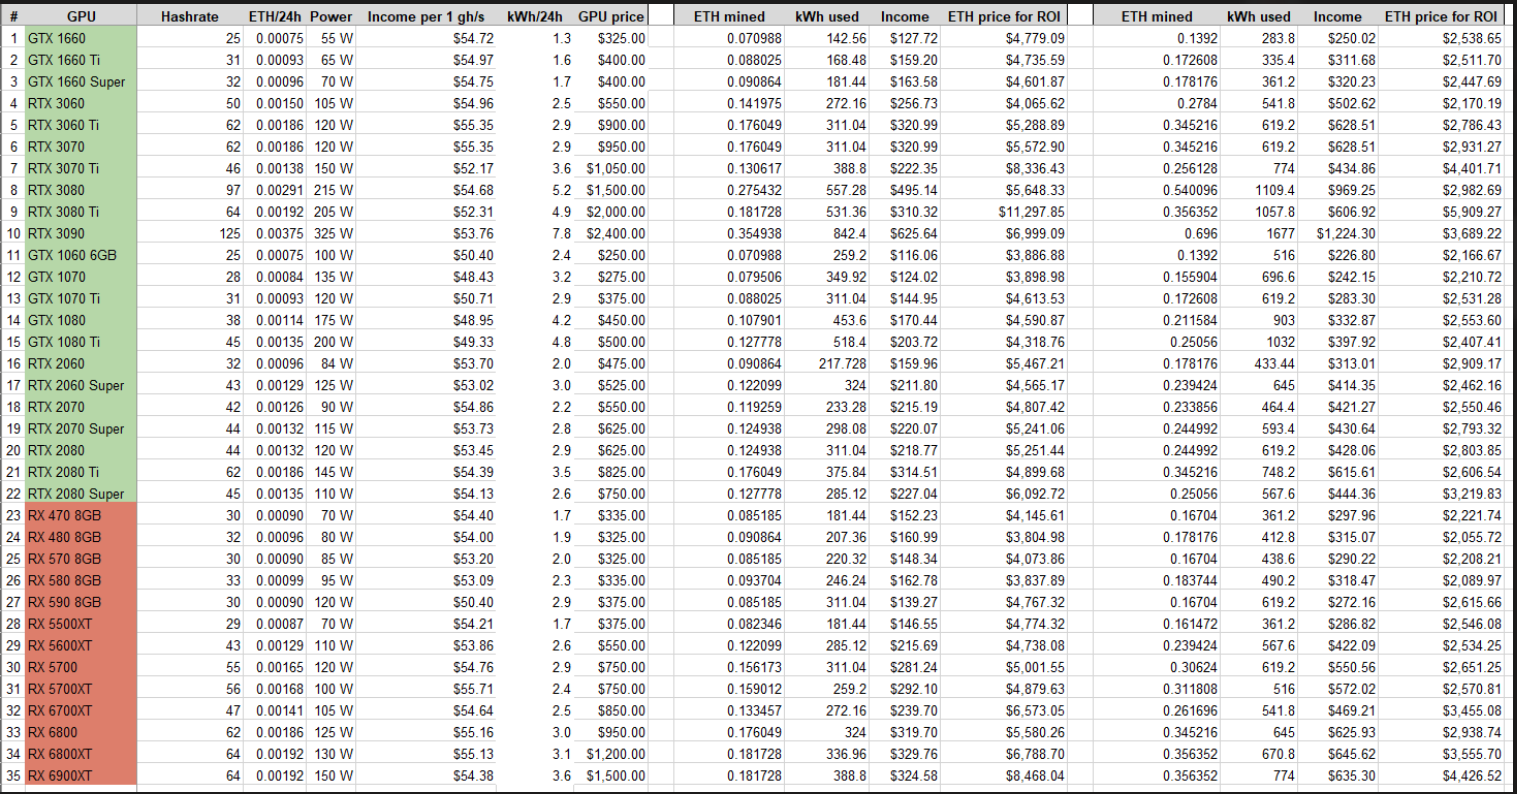 # GPU Hashrate ETH/24h Power Income per 1 gh/s kWh/24h GPU price ETH mined kWh used Income ETH price for ROI ETH mined kWh used Income ETH price for ROI
1 GTX 1660 25 0.00075 55 W $54.72 1.3 $325.00 0.070988 142.56 $127.72 $4,779.09 0.1392 283.8 $250.02 $2,538.65
2 GTX 1660 Ti 31 0.00093 65 W $54.97 1.6 $400.00 0.088025 168.48 $159.20 $4,735.59 0.172608 335.4 $311.68 $2,511.70
3 GTX 1660 Super 32 0.00096 70 W $54.75 1.7 $400.00 0.090864 181.44 $163.58 $4,601.87 0.178176 361.2 $320.23 $2,447.69
4 RTX 3060 50 0.00150 105 W $54.96 2.5 $550.00 0.141975 272.16 $256.73 $4,065.62 0.2784 541.8 $502.62 $2,170.19
5 RTX 3060 Ti 62 0.00186 120 W $55.35 2.9 $900.00 0.176049 311.04 $320.99 $5,288.89 0.345216 619.2 $628.51 $2,786.43
6 RTX 3070 62 0.00186 120 W $55.35 2.9 $950.00 0.176049 311.04 $320.99 $5,572.90 0.345216 619.2 $628.51 $2,931.27
7 RTX 3070 Ti 46 0.00138 150 W $52.17 3.6 $1,050.00 0.130617 388.8 $222.35 $8,336.43 0.256128 774 $434.86 $4,401.71
8 RTX 3080 97 0.00291 215 W $54.68 5.2 $1,500.00 0.275432 557.28 $495.14 $5,648.33 0.540096 1109.4 $969.25 $2,982.69
9 RTX 3080 Ti 64 0.00192 205 W $52.31 4.9 $2,000.00 0.181728 531.36 $310.32 $11,297.85 0.356352 1057.8 $606.92 $5,909.27
10 RTX 3090 125 0.00375 325 W $53.76 7.8 $2,400.00 0.354938 842.4 $625.64 $6,999.09 0.696 1677 $1,224.30 $3,689.22
11 GTX 1060 6GB 25 0.00075 100 W $50.40 2.4 $250.00 0.070988 259.2 $116.06 $3,886.88 0.1392 516 $226.80 $2,166.67
12 GTX 1070 28 0.00084 135 W $48.43 3.2 $275.00 0.079506 349.92 $124.02 $3,898.98 0.155904 696.6 $242.15 $2,210.72
13 GTX 1070 Ti 31 0.00093 120 W $50.71 2.9 $375.00 0.088025 311.04 $144.95 $4,613.53 0.172608 619.2 $283.30 $2,531.28
14 GTX 1080 38 0.00114 175 W $48.95 4.2 $450.00 0.107901 453.6 $170.44 $4,590.87 0.211584 903 $332.87 $2,553.60
15 GTX 1080 Ti 45 0.00135 200 W $49.33 4.8 $500.00 0.127778 518.4 $203.72 $4,318.76 0.25056 1032 $397.92 $2,407.41
16 RTX 2060 32 0.00096 84 W $53.70 2.0 $475.00 0.090864 217.728 $159.96 $5,467.21 0.178176 433.44 $313.01 $2,909.17
17 RTX 2060 Super 43 0.00129 125 W $53.02 3.0 $525.00 0.122099 324 $211.80 $4,565.17 0.239424 645 $414.35 $2,462.16
18 RTX 2070 42 0.00126 90 W $54.86 2.2 $550.00 0.119259 233.28 $215.19 $4,807.42 0.233856 464.4 $421.27 $2,550.46
19 RTX 2070 Super 44 0.00132 115 W $53.73 2.8 $625.00 0.124938 298.08 $220.07 $5,241.06 0.244992 593.4 $430.64 $2,793.32
20 RTX 2080 44 0.00132 120 W $53.45 2.9 $625.00 0.124938 311.04 $218.77 $5,251.44 0.244992 619.2 $428.06 $2,803.85
21 RTX 2080 Ti 62 0.00186 145 W $54.39 3.5 $825.00 0.176049 375.84 $314.51 $4,899.68 0.345216 748.2 $615.61 $2,606.54
22 RTX 2080 Super 45 0.00135 110 W $54.13 2.6 $750.00 0.127778 285.12 $227.04 $6,092.72 0.25056 567.6 $444.36 $3,219.83
23 RX 470 8GB 30 0.00090 70 W $54.40 1.7 $335.00 0.085185 181.44 $152.23 $4,145.61 0.16704 361.2 $297.96 $2,221.74
24 RX 480 8GB 32 0.00096 80 W $54.00 1.9 $325.00 0.090864 207.36 $160.99 $3,804.98 0.178176 412.8 $315.07 $2,055.72
25 RX 570 8GB 30 0.00090 85 W $53.20 2.0 $325.00 0.085185 220.32 $148.34 $4,073.86 0.16704 438.6 $290.22 $2,208.21
26 RX 580 8GB 33 0.00099 95 W $53.09 2.3 $335.00 0.093704 246.24 $162.78 $3,837.89 0.183744 490.2 $318.47 $2,089.97
27 RX 590 8GB 30 0.00090 120 W $50.40 2.9 $375.00 0.085185 311.04 $139.27 $4,767.32 0.16704 619.2 $272.16 $2,615.66
28 RX 5500XT 29 0.00087 70 W $54.21 1.7 $375.00 0.082346 181.44 $146.55 $4,774.32 0.161472 361.2 $286.82 $2,546.08
29 RX 5600XT 43 0.00129 110 W $53.86 2.6 $550.00 0.122099 285.12 $215.69 $4,738.08 0.239424 567.6 $422.09 $2,534.25
30 RX 5700 55 0.00165 120 W $54.76 2.9 $750.00 0.156173 311.04 $281.24 $5,001.55 0.30624 619.2 $550.56 $2,651.25
31 RX 5700XT 56 0.00168 100 W $55.71 2.4 $750.00 0.159012 259.2 $292.10 $4,879.63 0.311808 516 $572.02 $2,570.81
32 RX 6700XT 47 0.00141 105 W $54.64 2.5 $850.00 0.133457 272.16 $239.70 $6,573.05 0.261696 541.8 $469.21 $3,455.08
33 RX 6800 62 0.00186 125 W $55.16 3.0 $950.00 0.176049 324 $319.70 $5,580.26 0.345216 645 $625.93 $2,938.74
34 RX 6800XT 64 0.00192 130 W $55.13 3.1 $1,200.00 0.181728 336.96 $329.76 $6,788.70 0.356352 670.8 $645.62 $3,555.70
35 RX 6900XT 64 0.00192 150 W $54.38 3.6 $1,500.00 0.181728 388.8 $324.58 $8,468.04 0.356352 774 $635.30 $4,426.52